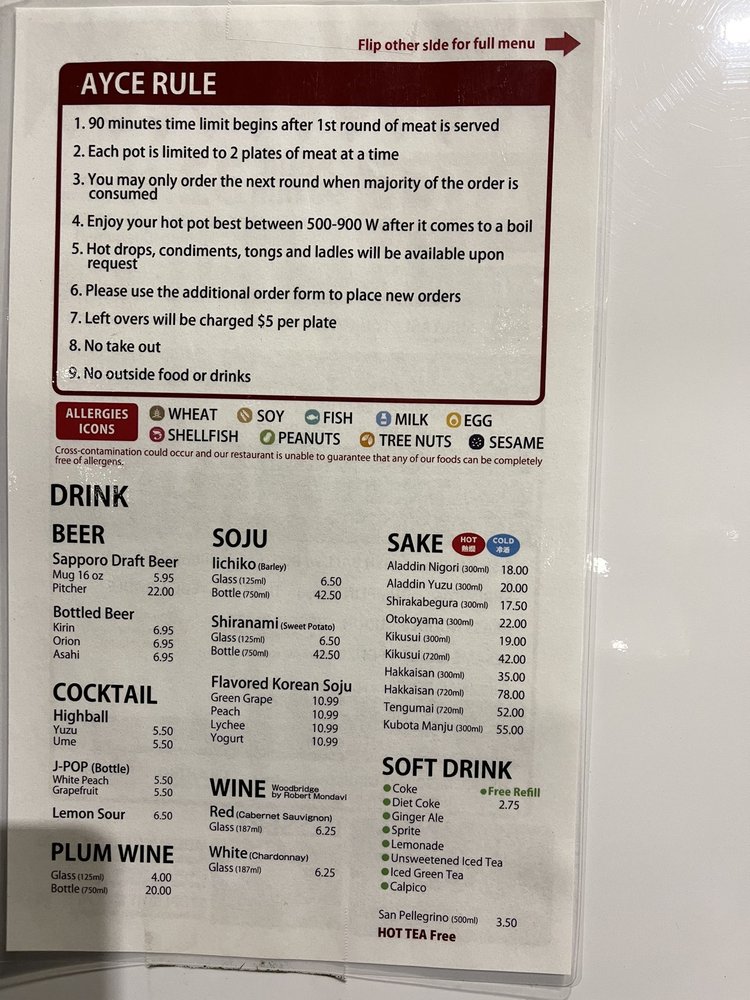 Flip other side for full menu
AYCE RULE
1. 90 minutes time limit begins after 1st round of meat is served
2. Each pot is limited to 2 plates of meat at a time
3. You may only order the next round when majority of the order is
consumed
4. Enjoy your hot pot best between 500-900 W after it comes to a boil
5. Hot drops, condiments, tongs and ladles will be available upon
request
6. Please use the additional order form to place new orders
7. Left overs will be charged $5 per plate
8. No take out
9. No outside food or drinks
ALLERGIES
ICONS
WHEAT SOY FISH MILK EGG
SHELLFISH PEANUTS TREE NUTS SESAME
Cross-contamination could occur and our restaurant is unable to guarantee that any of our foods can be completely
free of allergens.
DRINK
BEER
Sapporo Draft Beer
Mug 16 oz 5.95
Pitcher 22.00
Bottled Beer
Kirin 6.95
Orion 6.95
Asahi 6.95
COCKTAIL
Highball
Yuzu 5.50
Ume 5.50
J-POP (Bottle)
White Peach 5.50
Grapefruit 5.50
Lemon Sour 6.50
PLUM WINE
Glass (125ml) 4.00
Bottle (750ml) 20.00
SOJU
Iichiko (Barley)
Glass (125ml) 6.50
Bottle (750ml) 42.50
Shiranami (Sweet Potato)
Glass (125ml) 6.50
Bottle (750ml) 42.50
Flavored Korean Soju
Green Grape 10.99
Peach 10.99
Lychee 10.99
Yogurt 10.99
WINE Woodbridge
by Robert Mondavi
Red (Cabernet Sauvignon)
Glass (187ml) 6.25
White (Chardonnay)
Glass (187ml) 6.25
SAKE HOT 熱燗 COLD 冷酒
Aladdin Nigori (300ml) 18.00
Aladdin Yuzu (300ml) 20.00
Shirakabegura (300ml) 17.50
Otokoyama (300ml) 22.00
Kikusui (300ml) 19.00
Kikusui (720ml) 42.00
Hakkaisan (300ml) 35.00
Hakkaisan (720ml) 78.00
Tengumai (720ml) 52.00
Kubota Manju (300ml) 55.00
SOFT DRINK
Coke Free Refill
Diet Coke 2.75
Ginger Ale
Sprite
Lemonade
Unsweetened Iced Tea
Iced Green Tea
Calpico
San Pellegrino (500ml) 3.50
HOT TEA Free